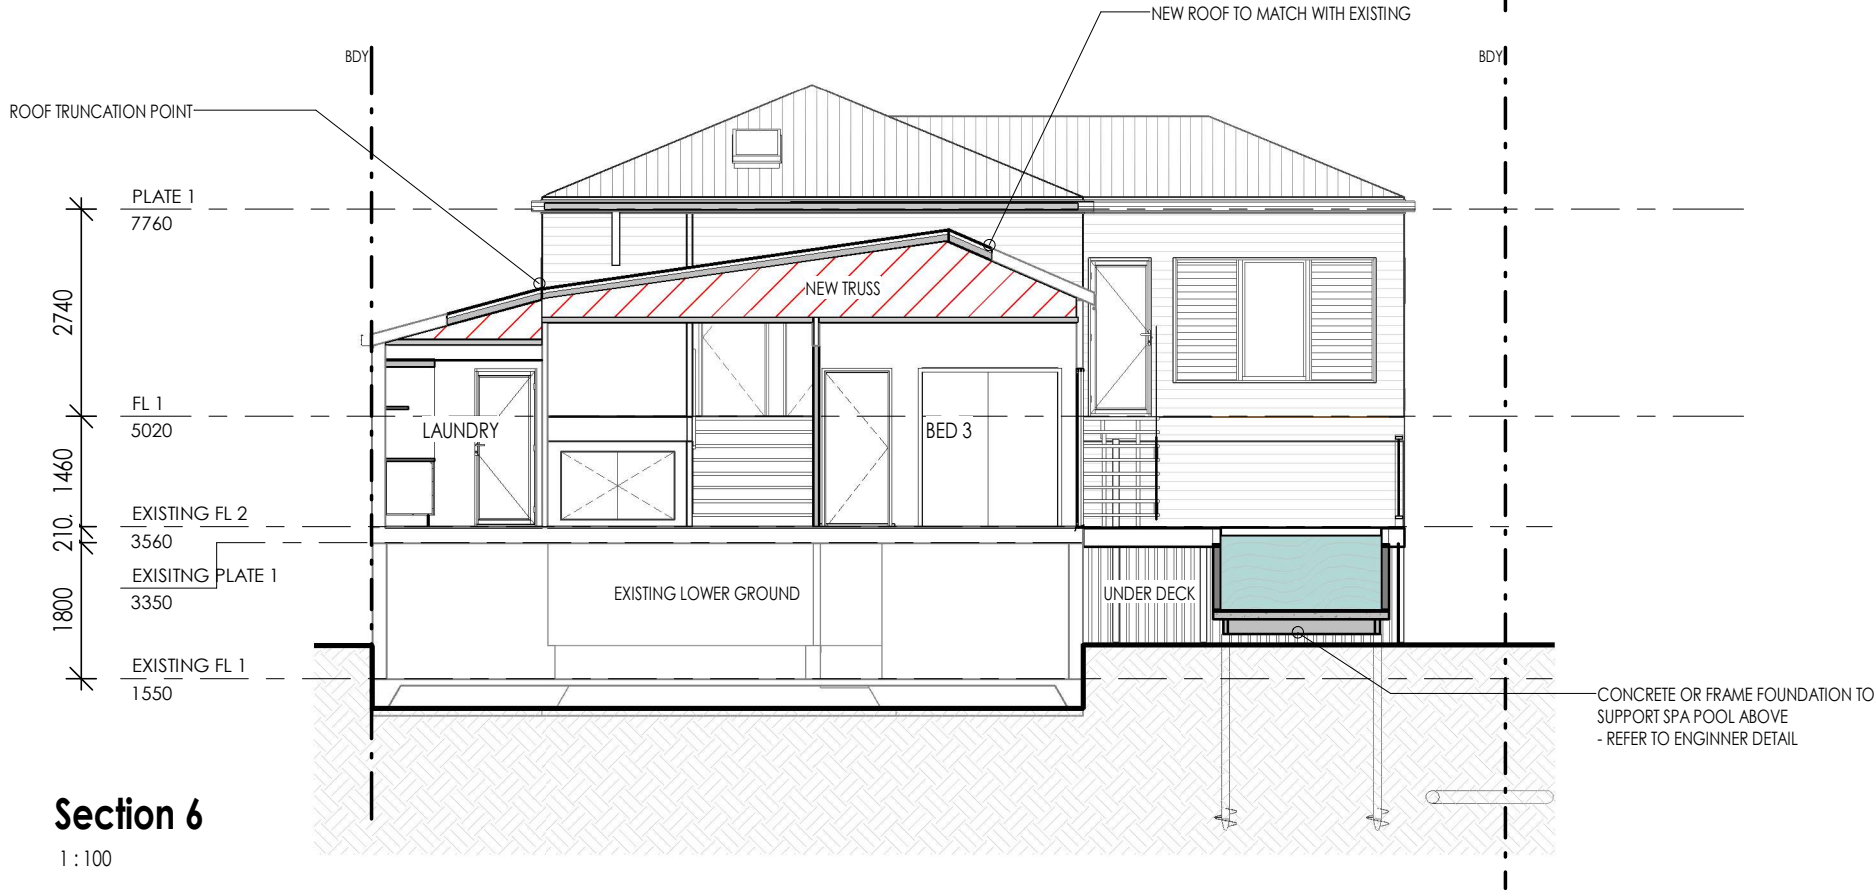 NEW ROOF TO MATCH WITH EXISTING
BDY
BDY
ROOF TRUNCATION POINT
PLATE 1
7760
2740
NEW TRUSS
FL 1
5020
LAUNDRY
BED 3
1460
EXISTING FL 2
3560
210.
EXISITNG PLATE 1
3350
EXISTING LOWER GROUND
UNDER DECK
1800
EXISTING FL 1
1550
CONCRETE OR FRAME FOUNDATION TO
SUPPORT SPA POOL ABOVE
- REFER TO ENGINNER DETAIL
Section 6
1 : 100